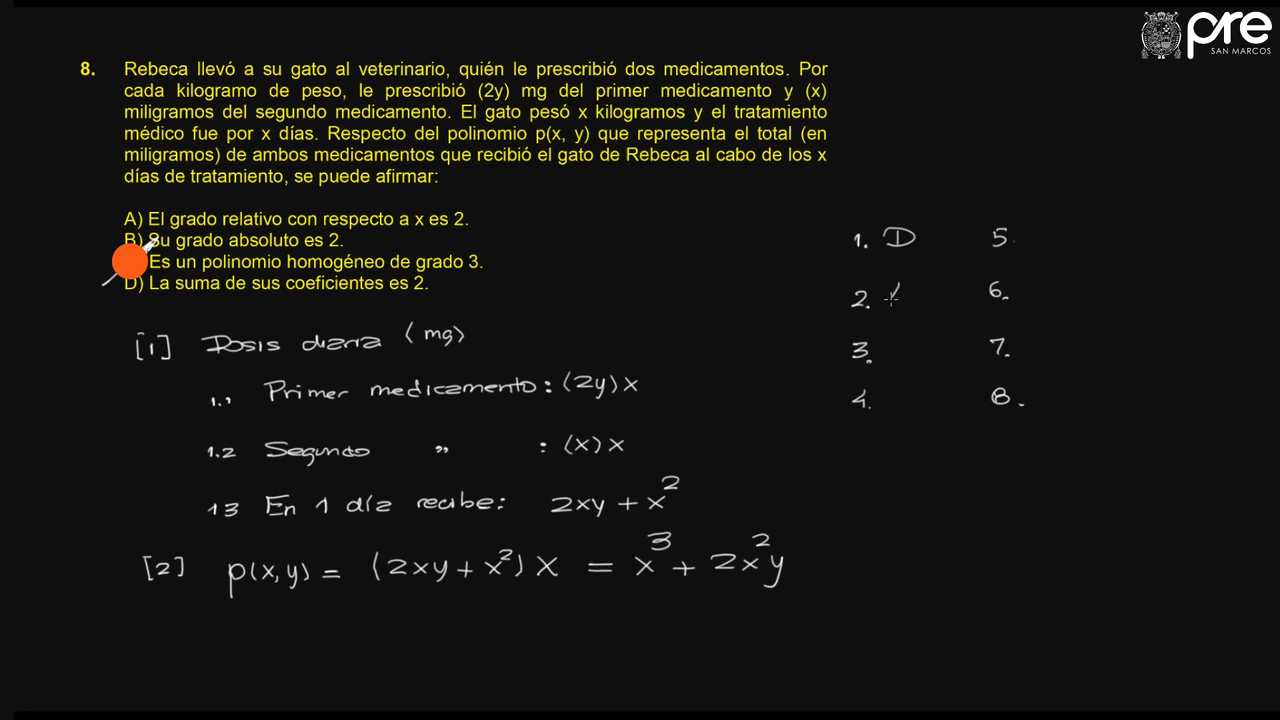 pre
SAN MARCOS
8. Rebeca llevó a su gato al veterinario, quién le prescribió dos medicamentos. Por
cada kilogramo de peso, le prescribió (2y) mg del primer medicamento y (x)
miligramos del segundo medicamento. El gato pesó x kilogramos y el tratamiento
médico fue por x días. Respecto del polinomio p(x, y) que representa el total (en
miligramos) de ambos medicamentos que recibió el gato de Rebeca al cabo de los x
días de tratamiento, se puede afirmar:
A) El grado relativo con respecto a x es 2.
B) Su grado absoluto es 2.
Es un polinomio homogéneo de grado 3.
D) La suma de sus coeficientes es 2.
1. D 5.
2. 6.
3. 7.
4. 8.
[1] Dosis diaria (mg)
1.1 Primer medicamento: (2y)x
1.2 Segundo " : (x)x
13 En 1 día recibe: 2xy + x²
[2] p(x,y) = (2xy + x²) x = x³ + 2x²y